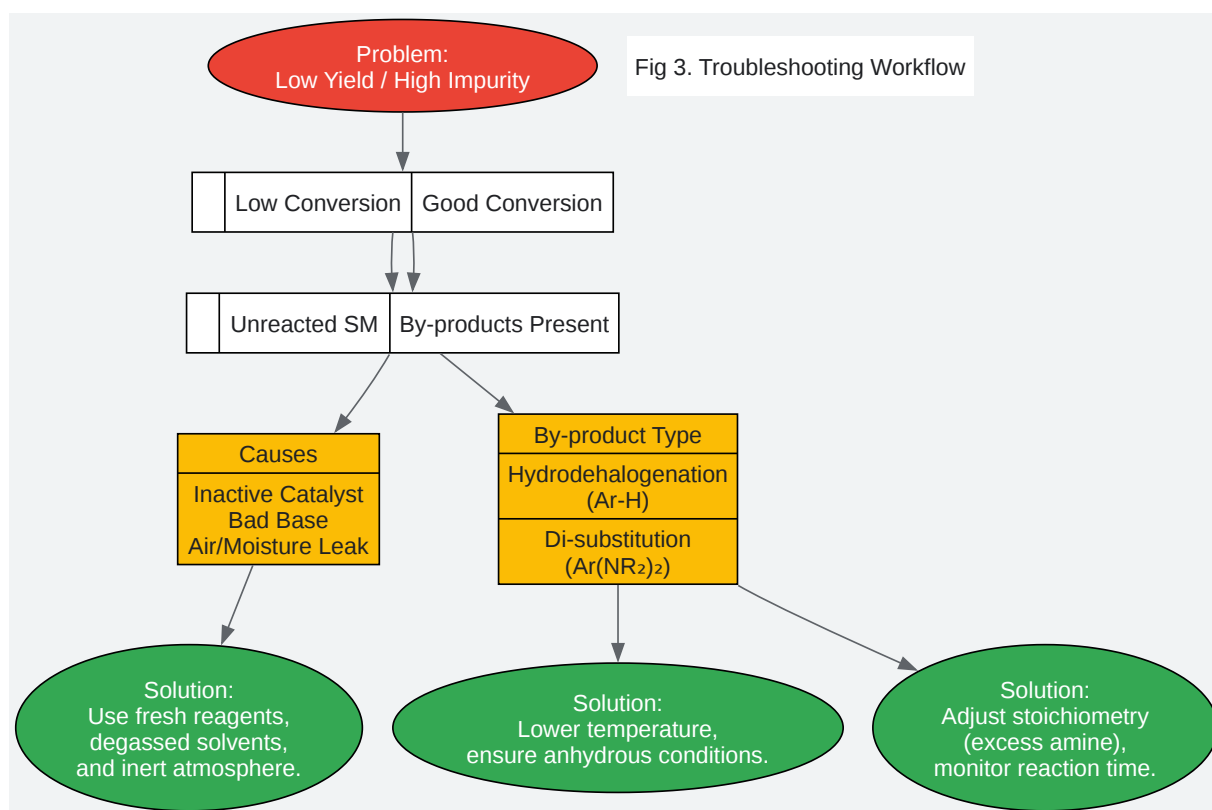 Problem:
Low Yield / High Impurity
Fig 3. Troubleshooting Workflow
Low Conversion
Good Conversion
Unreacted SM
By-products Present
Causes
Inactive Catalyst
Bad Base
Air/Moisture Leak
By-product Type
Hydrodehalogenation
(Ar-H)
Di-substitution
(Ar(NR₂)₂)
Solution:
Use fresh reagents,
degassed solvents,
and inert atmosphere.
Solution:
Lower temperature,
ensure anhydrous conditions.
Solution:
Adjust stoichiometry
(excess amine),
monitor reaction time.